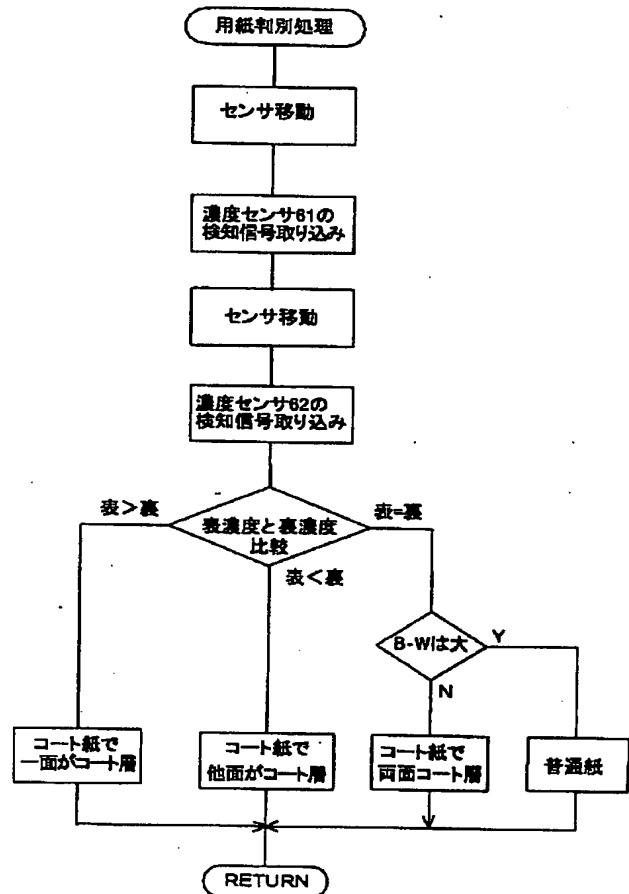 用紙判別処理
センサ移動
濃度センサ61の
検知信号取り込み
センサ移動
濃度センサ62の
検知信号取り込み
表>裏
表濃度と裏濃度
比較
表=裏
表<裏
B-Wは大
Y
N
コート紙で
一面がコート層
コート紙で
他面がコート層
コート紙で
両面コート層
普通紙
RETURN